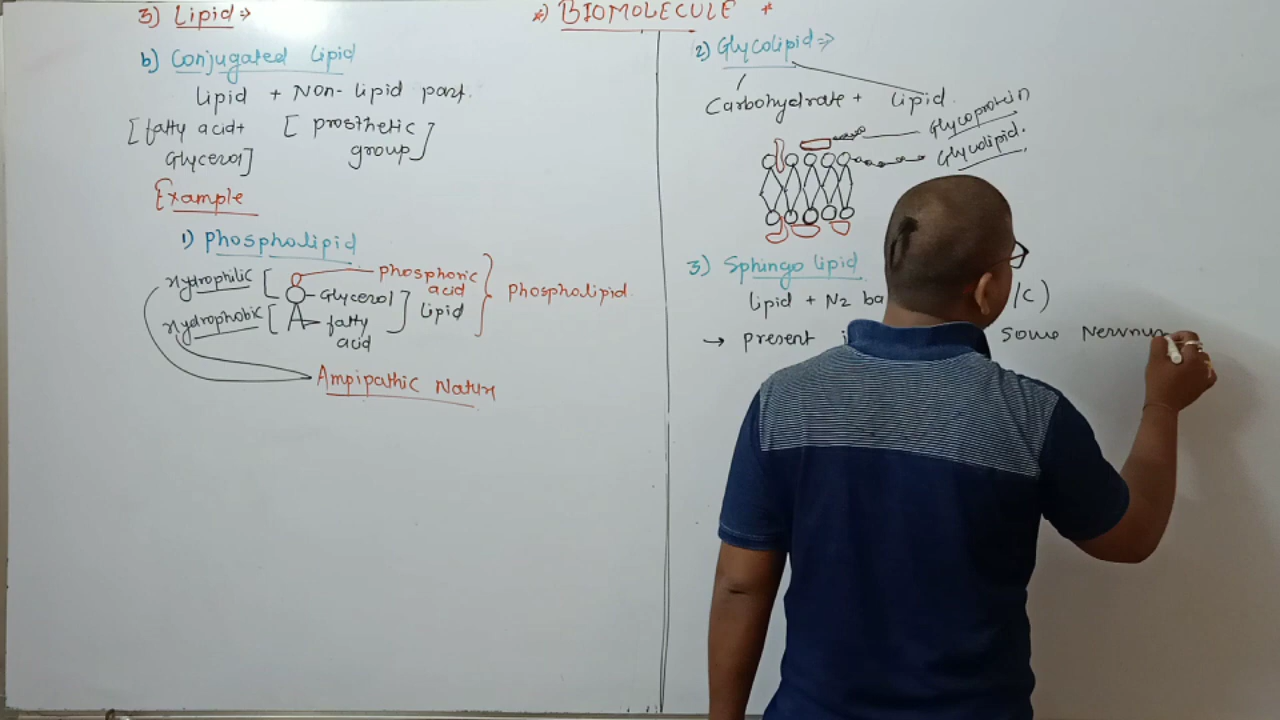 *) BIOMOLECULE *
3) Lipid :⇒
b) Conjugated Lipid
Lipid + Non-Lipid part.
[fatty acid + Glycerol] [prosthetic group]
Example
1) Phospholipid
Hydrophilic
Hydrophobic
phosphoric acid
Glycerol
fatty acid
Lipid
phospholipid
Ampipathic Nature
2) Glycolipid :⇒
Carbohydrate + Lipid.
Glycoprotein
Glycolipid.
3) Sphingo lipid
lipid + N2 ba
/c)
→ present
some Nervnu